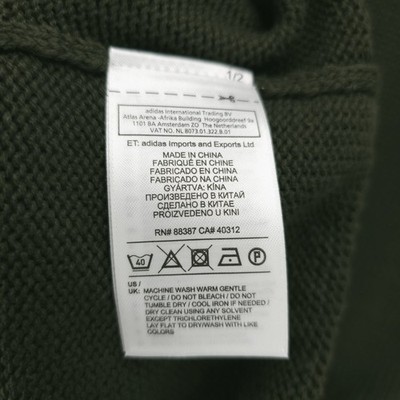 1/2
adidas International Trading BV
Atlas Arena -Afrika Building Hoogoorddreef 9a
1101 BA Amsterdam ZO The Netherlands
VAT NO. NL 8073.01.322.B.01
ET: adidas Imports and Exports Ltd
MADE IN CHINA
FABRIQUÉ EN CHINE
FABRICADO EN CHINA
FABRICADO NA CHINA
GYÁRTVA: KÍNA
ПРОИЗВЕДЕНО В КИТАЙ
СДЕЛАНО В КИТАЕ
PROIZVEDENO U KINI
RN# 88387 CA# 40312
40 P
US /
UK: MACHINE WASH WARM GENTLE
CYCLE / DO NOT BLEACH / DO NOT
TUMBLE DRY / COOL IRON IF NEEDED /
DRY CLEAN USING ANY SOLVENT
EXCEPT TRICHLORETHYLENE
LAY FLAT TO DRY/WASH WITH LIKE
COLOR